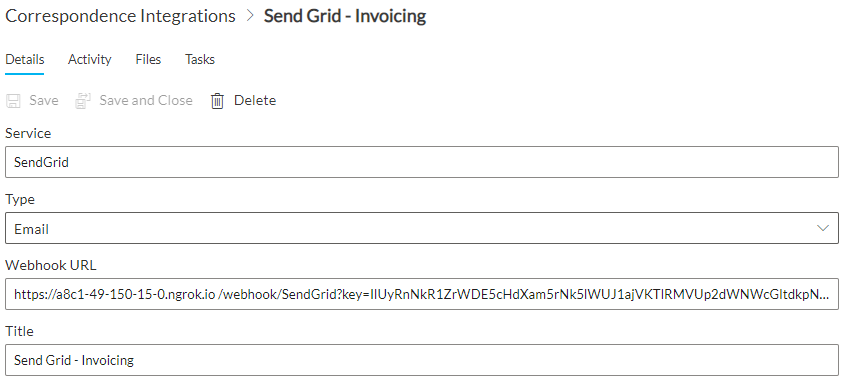 Correspondence Integrations > Send Grid - Invoicing
Details Activity Files Tasks
Save Save and Close Delete
Service
SendGrid
Type
Email
Webhook URL
https://a8c1-49-150-15-0.ngrok.io /webhook/SendGrid?key=IlUyRnNkR1ZrWDE5cHdXam5rNk5lWUJ1ajVKTlRMVUp2dWNWcGltdkpN...
Title
Send Grid - Invoicing